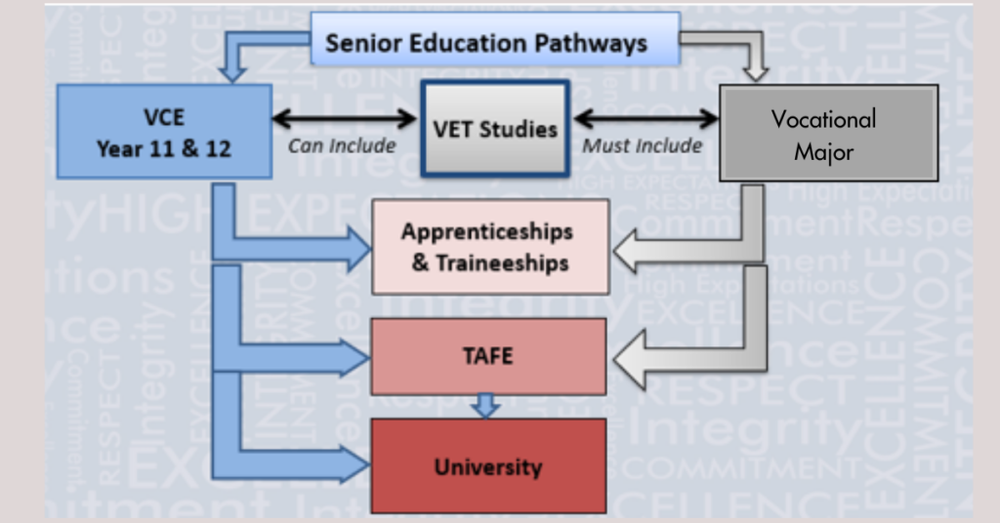 Senior Education Pathways
VCE
Year 11 & 12
Can Include
VET Studies
Must Include
Vocational
Major
Apprenticeships
& Traineeships
TAFE
University